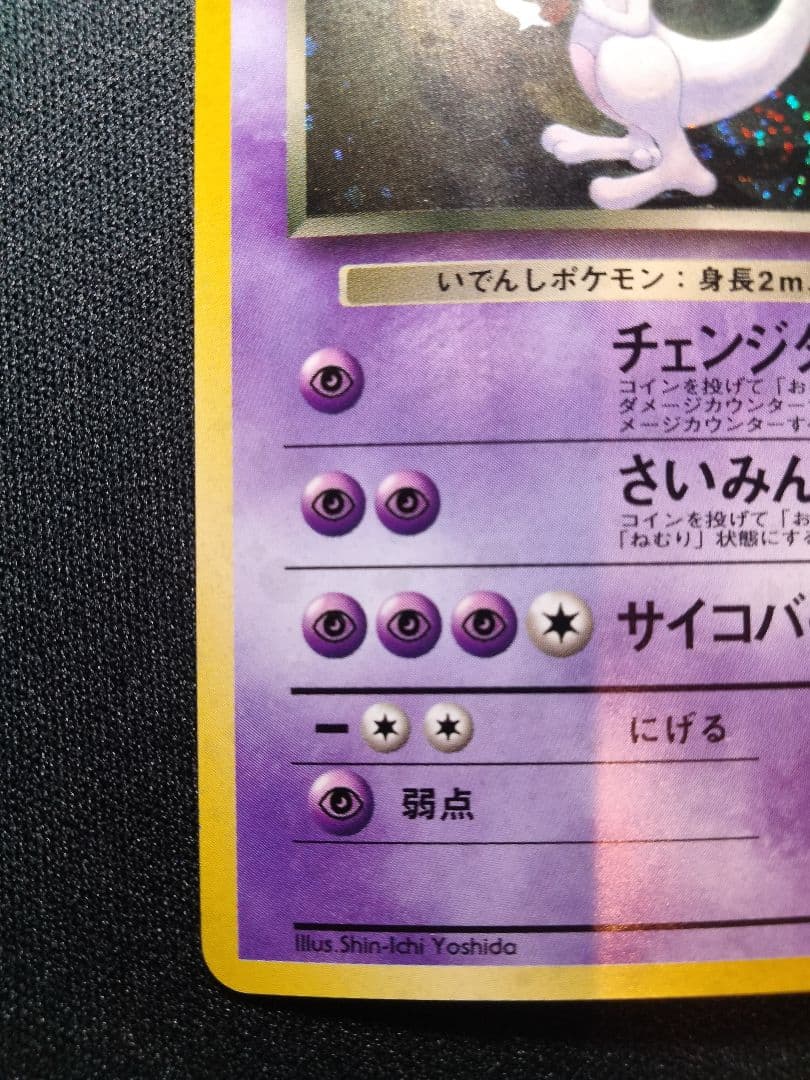 いでんしポケモン：身長2m
チェンジダ
コインを投げて「お
ダメージカウンター
メージカウンターす
さいみん
コインを投げて「お
「ねむり」状態にする
サイコバ
にげる
弱点
Illus.Shin-Ichi Yoshida